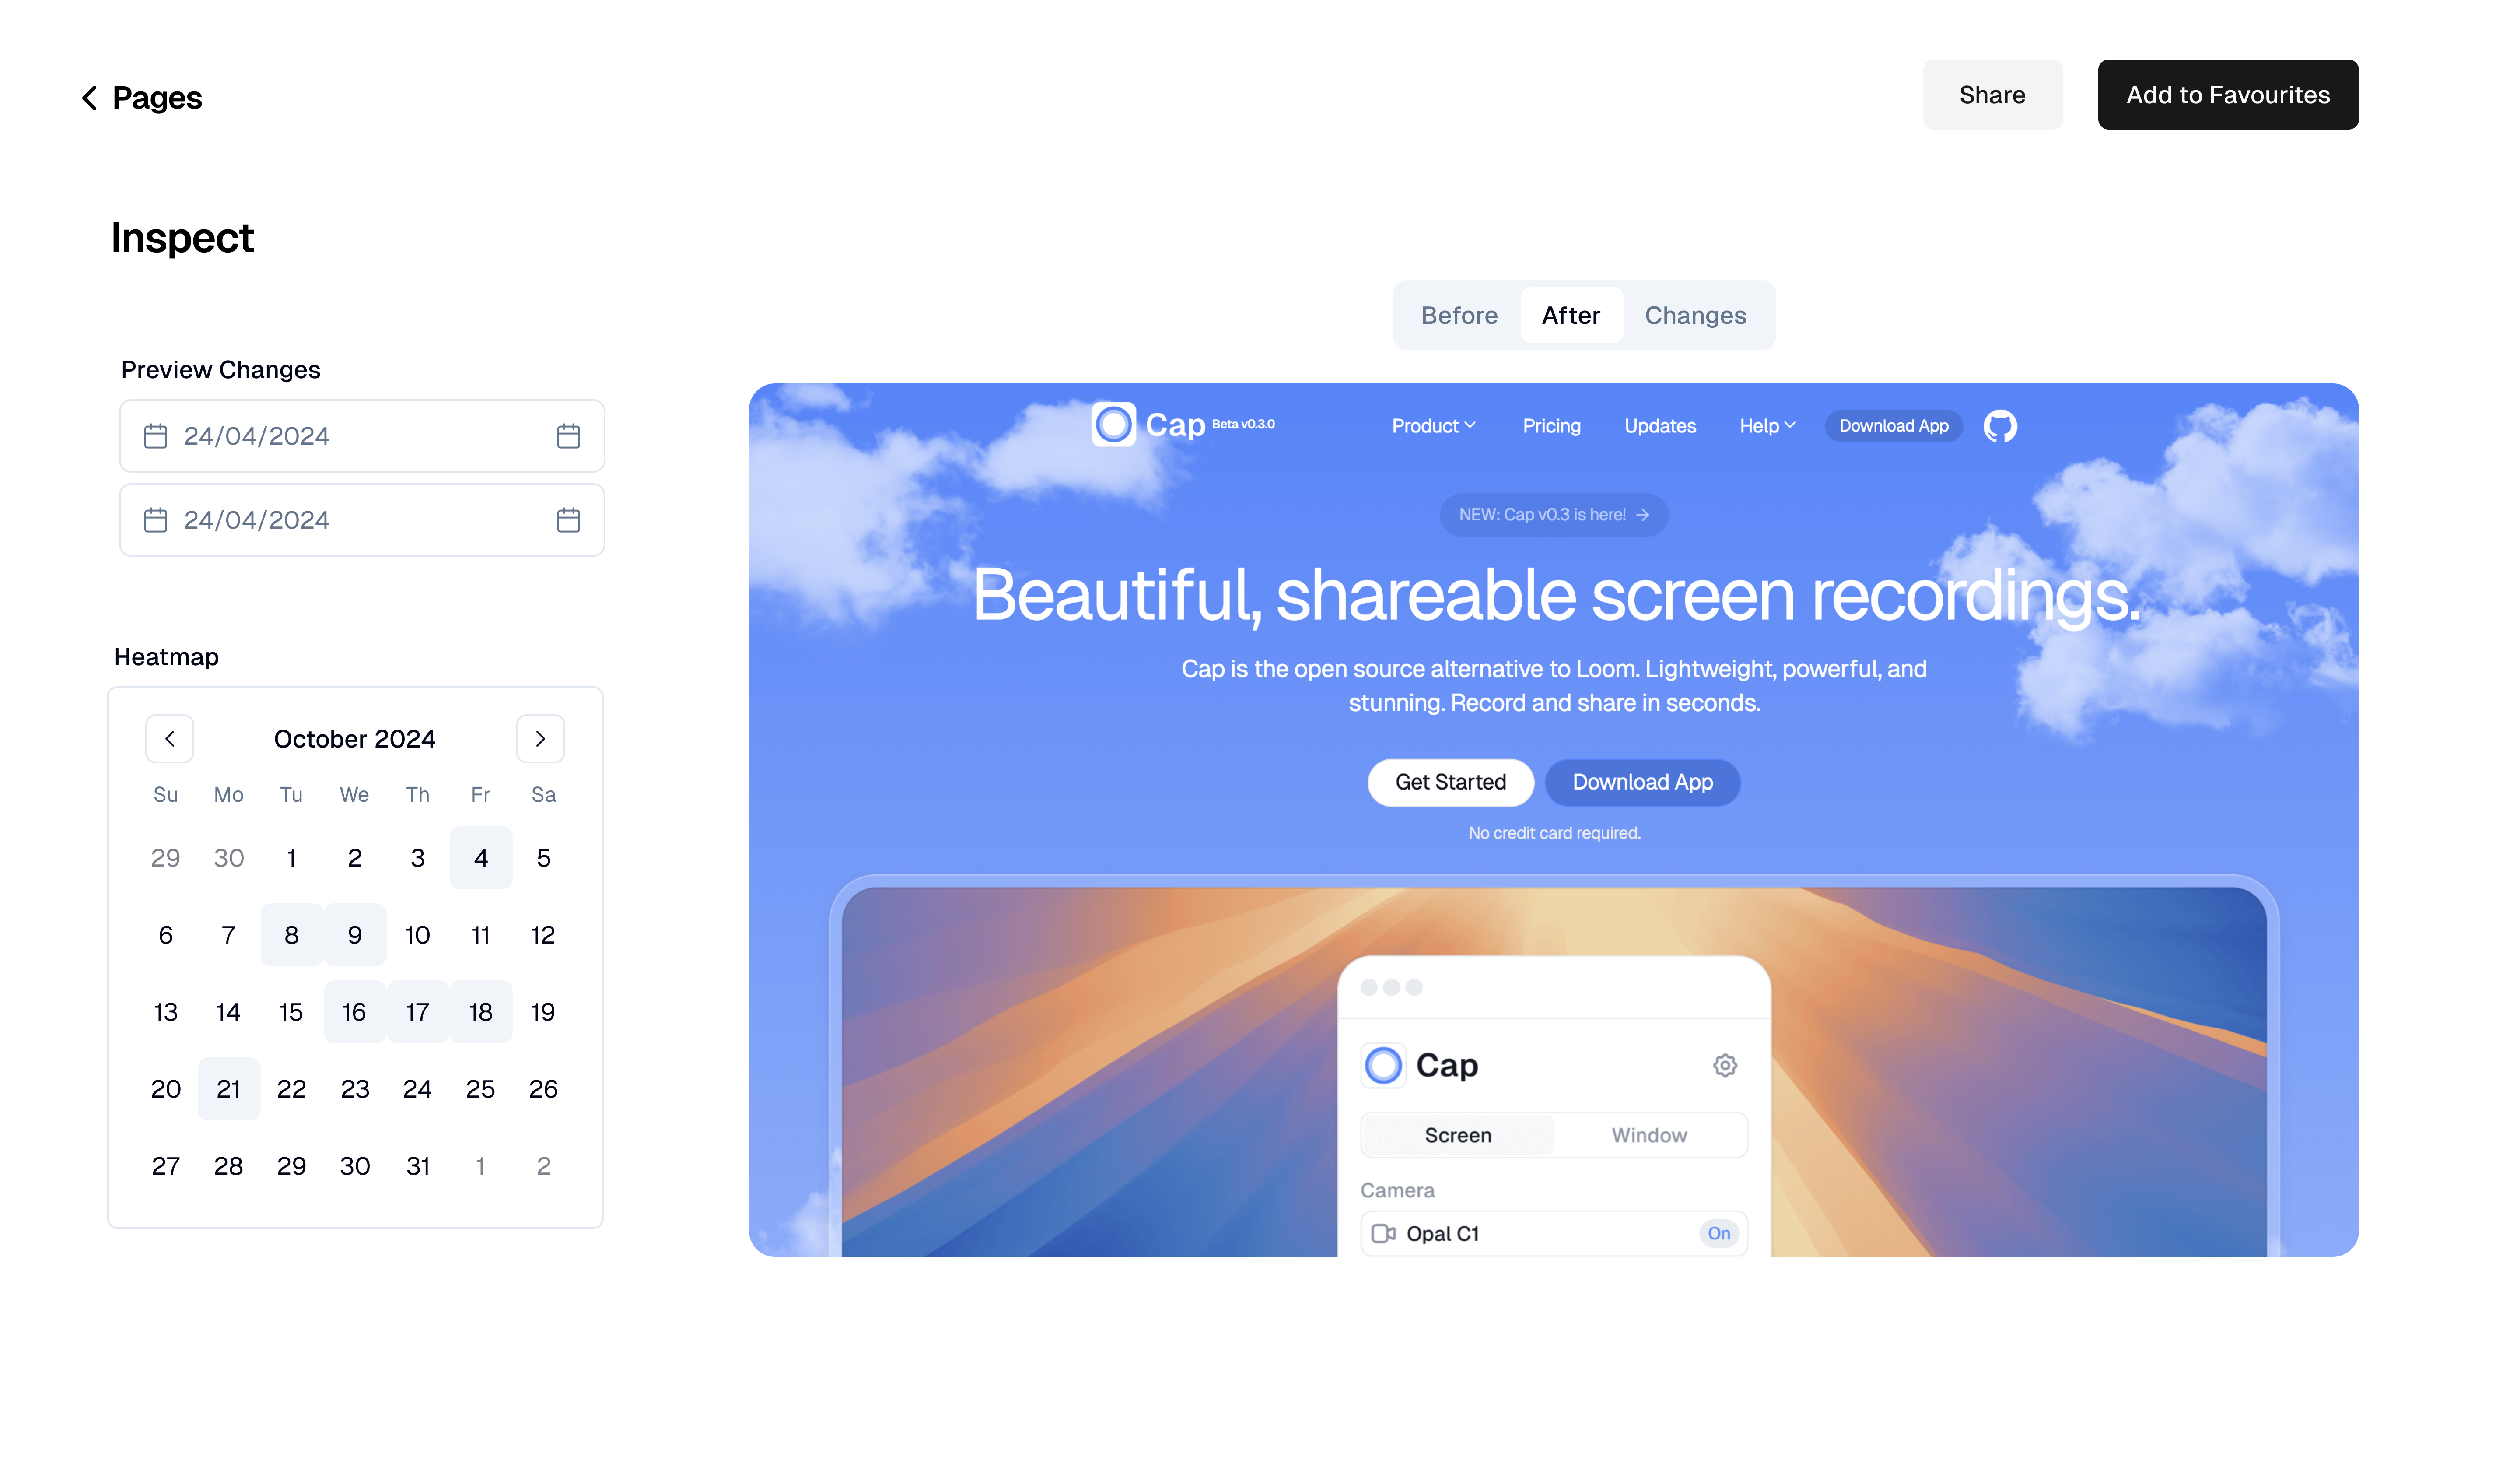 Pages
Share
Add to Favourites
Inspect
Before After Changes
Preview Changes
24/04/2024
24/04/2024
Heatmap
October 2024
Su Mo Tu We Th Fr Sa
29 30 1 2 3 4 5
6 7 8 9 10 11 12
13 14 15 16 17 18 19
20 21 22 23 24 25 26
27 28 29 30 31 1 2
Cap Beta v0.3.0
Product Pricing Updates Help Download App
NEW: Cap v0.3 is here! →
Beautiful, shareable screen recordings.
Cap is the open source alternative to Loom. Lightweight, powerful, and
stunning. Record and share in seconds.
Get Started Download App
No credit card required.
Cap
Screen Window
Camera
Opal C1 On